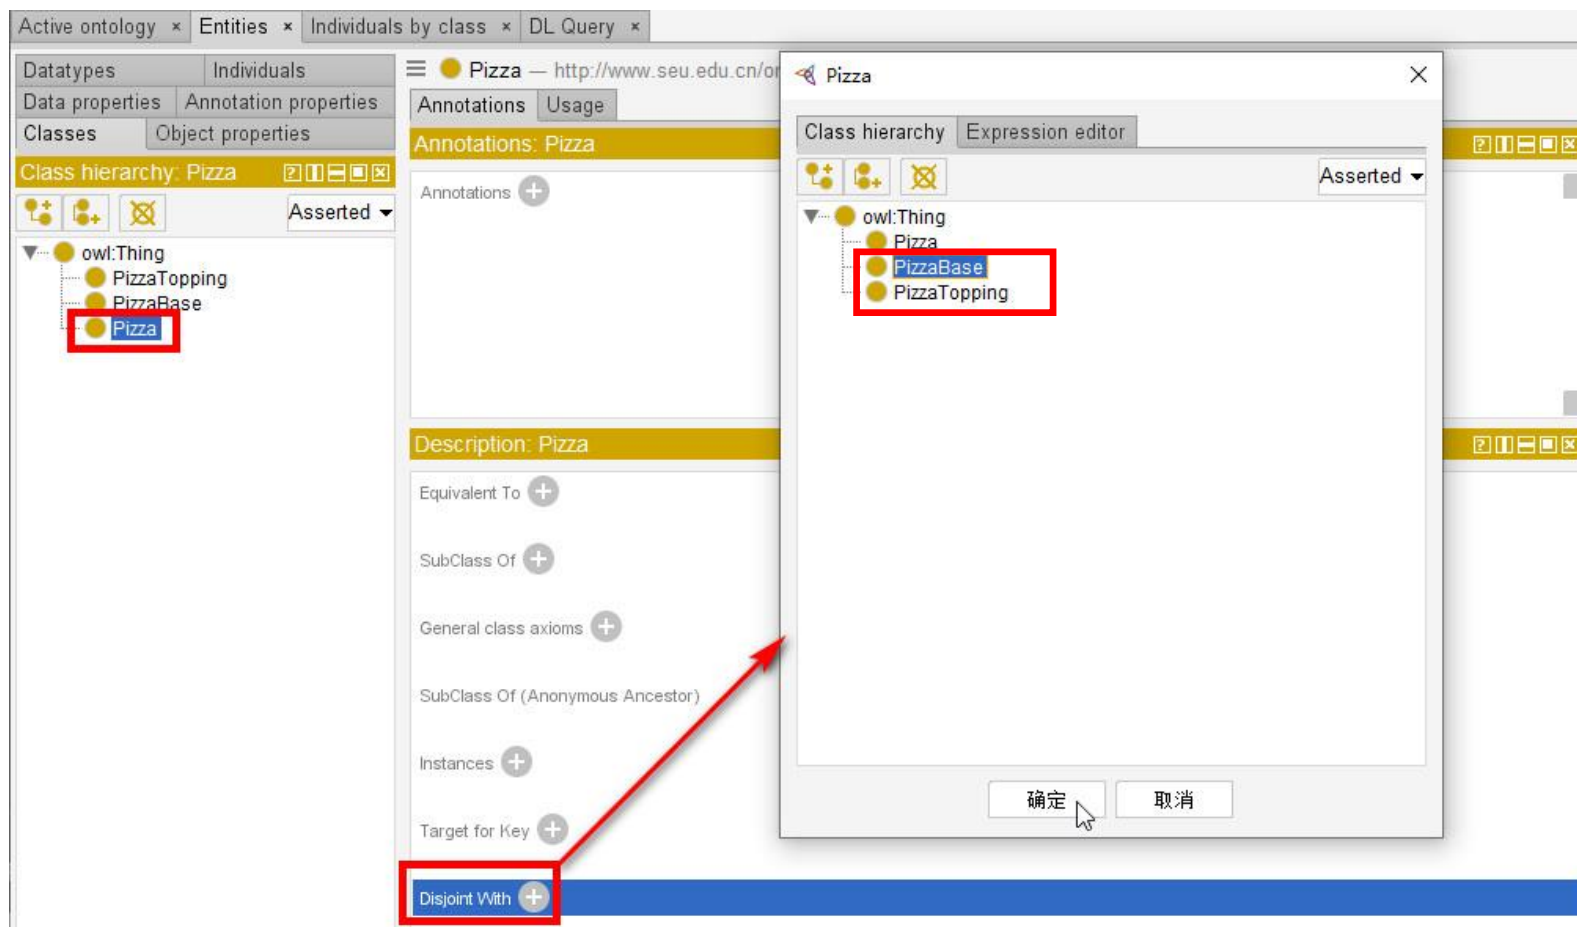 Active ontology × Entities × Individuals by class × DL Query ×
Datatypes Individuals
Data properties Annotation properties
Classes Object properties
Class hierarchy: Pizza
Asserted
owl:Thing
PizzaTopping
PizzaBase
Pizza
Pizza — http://www.seu.edu.cn/or
Annotations Usage
Annotations: Pizza
Annotations
Description: Pizza
Equivalent To
SubClass Of
General class axioms
SubClass Of (Anonymous Ancestor)
Instances
Target for Key
Disjoint With
Pizza
Class hierarchy Expression editor
Asserted
owl:Thing
Pizza
PizzaBase
PizzaTopping
确定 取消